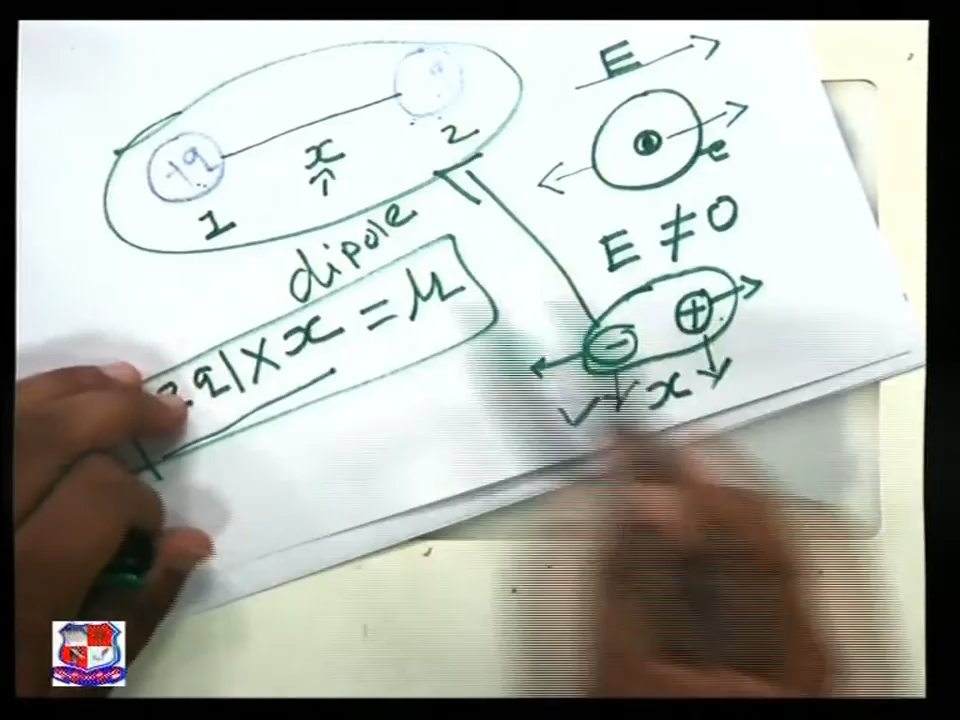 +q
x
1
2
dipole
q| X x = μ
E
e
E ≠ 0
-
+
x